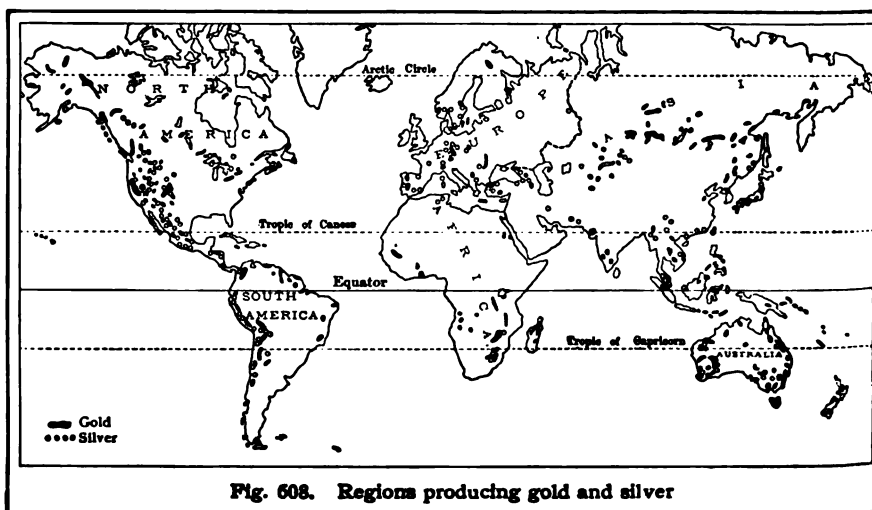 Arctic Circle
NORTH
AMERICA
EUROPE
ASIA
Tropic of Cancer
AFRICA
Equator
SOUTH
AMERICA
Tropic of Capricorn
AUSTRALIA
Gold
Silver
Fig. 608. Regions producing gold and silver